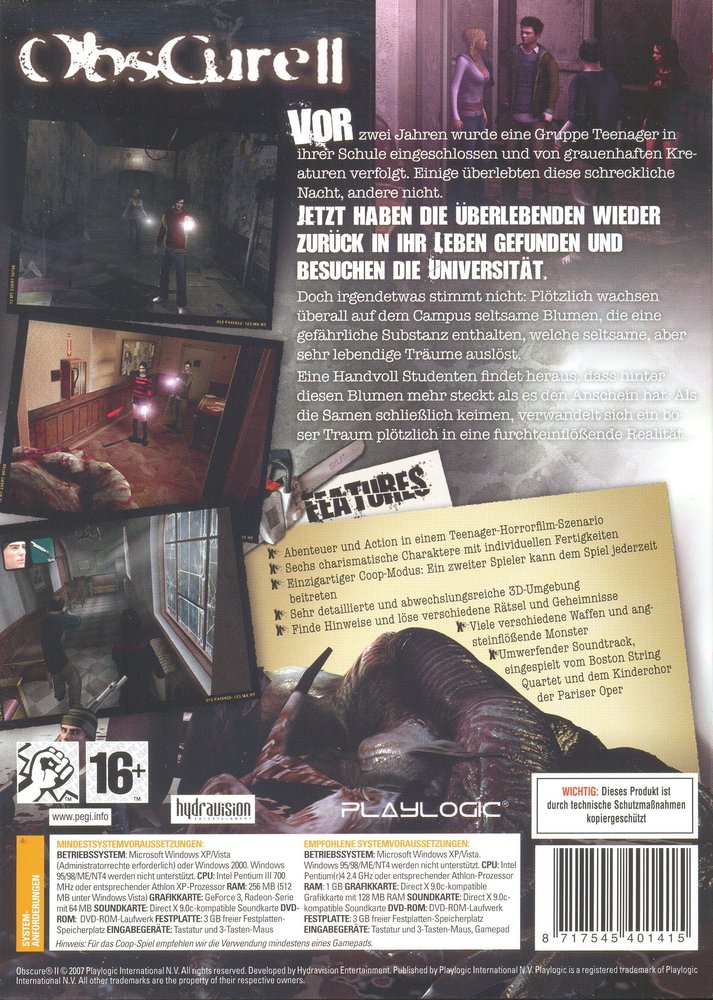 ObsCure II
VOR zwei Jahren wurde eine Gruppe Teenager in
ihrer Schule eingeschlossen und von grauenhaften Kre-
aturen verfolgt. Einige überlebten diese schreckliche
Nacht, andere nicht.
JETZT HABEN DIE ÜBERLEBENDEN WIEDER
ZURÜCK IN IHR LEBEN GEFUNDEN UND
BESUCHEN DIE UNIVERSITÄT.
Doch irgendetwas stimmt nicht: Plötzlich wachsen
überall auf dem Campus seltsame Blumen, die eine
gefährliche Substanz enthalten, welche seltsame, aber
sehr lebendige Träume auslöst.
Eine Handvoll Studenten findet heraus, dass hinter
diesen Blumen mehr steckt als es den Anschein hat. Als
die Samen schließlich keimen, verwandelt sich ein bö-
ser Traum plötzlich in eine furchteinflößende Realität...
FEATURES
Abenteuer und Action in einem Teenager-Horrorfilm-Szenario
Sechs charismatische Charaktere mit individuellen Fertigkeiten
Einzigartiger Coop-Modus: Ein zweiter Spieler kann dem Spiel jederzeit
beitreten
Sehr detaillierte und abwechslungsreiche 3D-Umgebung
Finde Hinweise und löse verschiedene Rätsel und Geheimnisse
Viele verschiedene Waffen und ang-
steinflößende Monster
Umwerfender Soundtrack,
eingespielt vom Boston String
Quartet und dem Kinderchor
der Pariser Oper
16+
TM
TM
www.pegi.info
hydravision
ENTERTAINMENT
PLAYLOGIC®
WICHTIG: Dieses Produkt ist
durch technische Schutzmaßnahmen
kopiergeschützt
SYSTEM-
ANFORDERUNGEN
MINDESTSYSTEMVORAUSSETZUNGEN:
BETRIEBSSYSTEM: Microsoft Windows XP/Vista
(Administratorrechte erforderlich) oder Windows 2000. Windows
95/98/ME/NT4 werden nicht unterstützt. CPU: Intel Pentium III 700
MHz oder entsprechender Athlon XP-Prozessor RAM: 256 MB (512
MB unter Windows Vista) GRAFIKKARTE: GeForce 3, Radeon-Serie
mit 64 MB SOUNDKARTE: Direct X 9.0c-kompatible Soundkarte DVD-
ROM: DVD-ROM-Laufwerk FESTPLATTE: 3 GB freier Festplatten-
Speicherplatz EINGABEGERÄTE: Tastatur und 3-Tasten-Maus
Hinweis: Für das Coop-Spiel empfehlen wir die Verwendung mindestens eines Gamepads.
EMPFOHLENE SYSTEMVORAUSSETZUNGEN:
BETRIEBSSYSTEM: Microsoft Windows XP/Vista.
Windows 95/98/ME/NT4 werden nicht unterstützt. CPU: Intel
Pentium(r)4 2.4 GHz oder entsprechender Athlon-Prozessor
RAM: 1 GB GRAFIKKARTE: Direct X 9.0c-kompatible
Grafikkarte mit 128 MB RAM SOUNDKARTE: Direct X 9.0c-
kompatible Soundkarte DVD-ROM: DVD-ROM-Laufwerk
FESTPLATTE: 3 GB freier Festplatten-Speicherplatz
EINGABEGERÄTE: Tastatur und 3-Tasten-Maus, Gamepad
8 717545 401415
Obscure® II © 2007 Playlogic International N.V. All rights reserved. Developed by Hydravision Entertainment. Published by Playlogic International N.V. Playlogic is a registered trademark of Playlogic
International N.V. All other trademarks are the property of their respective owners.